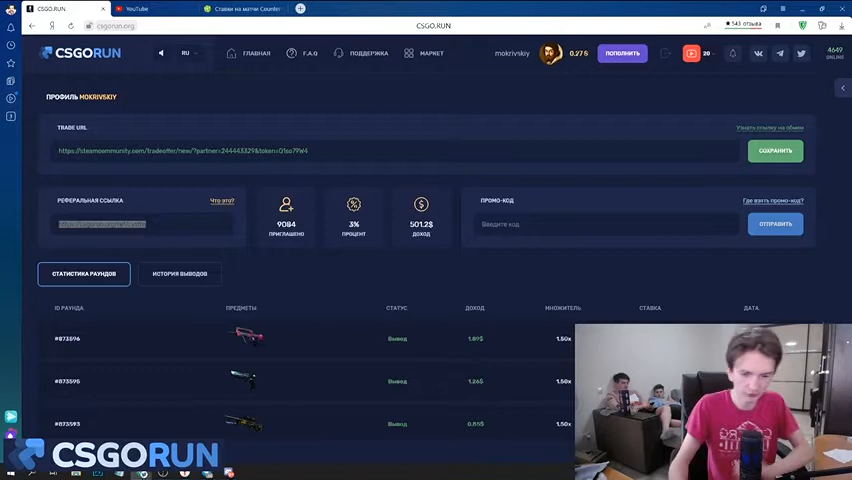 CSGO.RUN
YouTube
Ставки на матчи Counter
csgorun.org
CSGO.RUN
543 отзыва
CSGORUN
RU
ГЛАВНАЯ
F.A.Q
ПОДДЕРЖКА
МАРКЕТ
mokrivskiy
0.27$
ПОПОЛНИТЬ
20
4649
ONLINE
ПРОФИЛЬ MOKRIVSKIY
TRADE URL
Узнать ссылку на обмен
СОХРАНИТЬ
РЕФЕРАЛЬНАЯ ССЫЛКА
Что это?
9084
ПРИГЛАШЕНО
3%
ПРОЦЕНТ
501.2$
ДОХОД
ПРОМО-КОД
Где взять промо-код?
Введите код
ОТПРАВИТЬ
СТАТИСТИКА РАУНДОВ
ИСТОРИЯ ВЫВОДОВ
ID РАУНДА
ПРЕДМЕТЫ
СТАТУС
ДОХОД
МНОЖИТЕЛЬ
СТАВКА
ДАТА
#873596
Вывод
1.89$
1.50x
#873595
Вывод
1.26$
1.50x
#873593
Вывод
0.85$
1.50x
CSGORUN